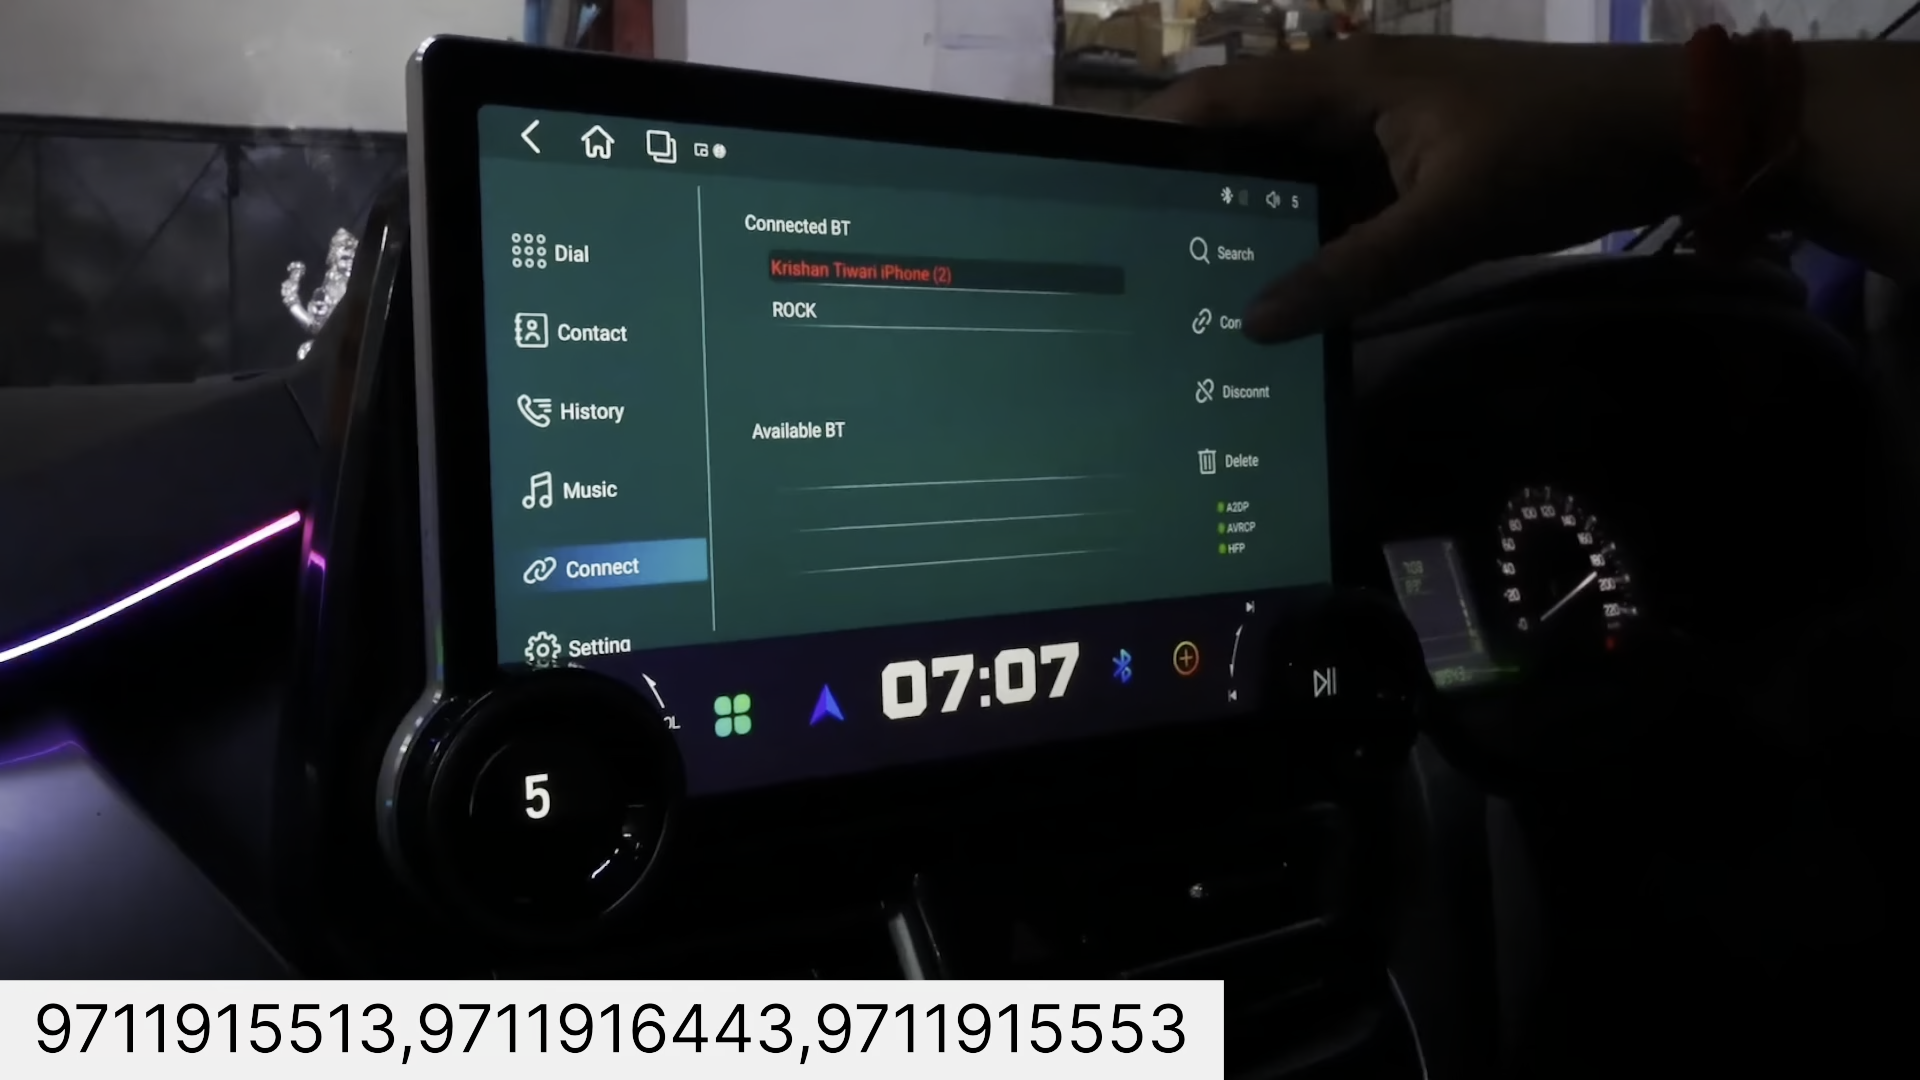 5
Connected BT
Krishan Tiwari iPhone (2)
ROCK
Available BT
Dial
Contact
History
Music
Connect
Setting
Search
Con
Disconnt
Delete
A2DP
AVRCP
HFP
07:07
5
9711915513,9711916443,9711915553